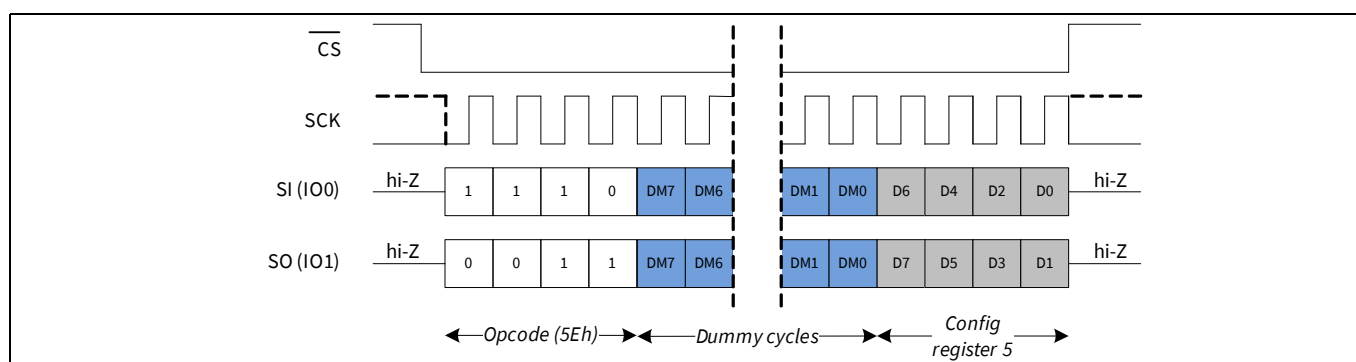 CS
SCK
SI (IO0) hi-Z 1 1 1 0 DM7 DM6 DM1 DM0 D6 D4 D2 D0 hi-Z
SO (IO1) hi-Z 0 0 1 1 DM7 DM6 DM1 DM0 D7 D5 D3 D1 hi-Z
Opcode (5Eh) Dummy cycles Config
register 5